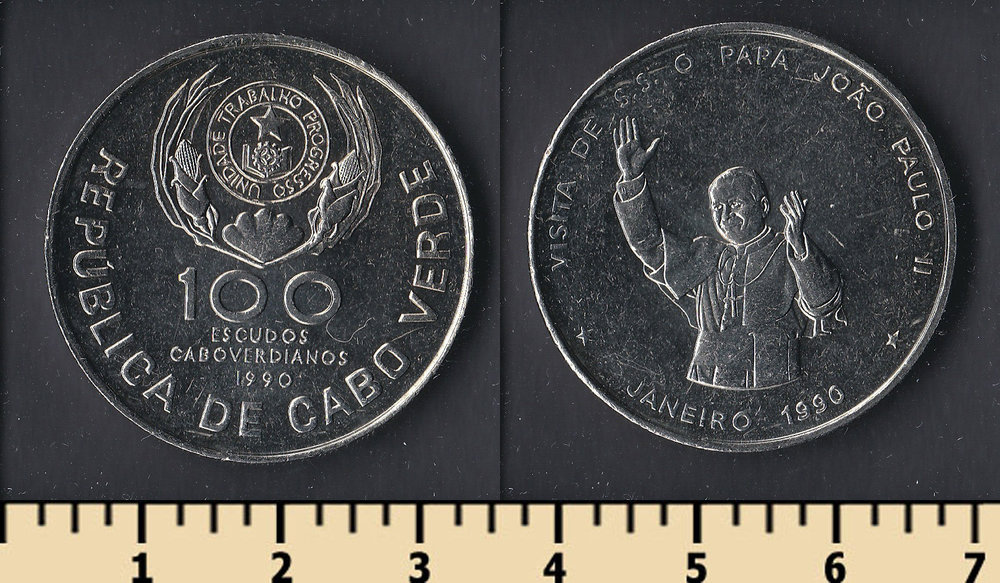 UNIDADE TRABALHO PROGRESSO
REPUBLICA DE CABO VERDE
100
ESCUDOS
CABOVERDIANOS
1990
VISITA DE S.S. O PAPA JOÃO PAULO II
JANEIRO 1990
1 2 3 4 5 6 7